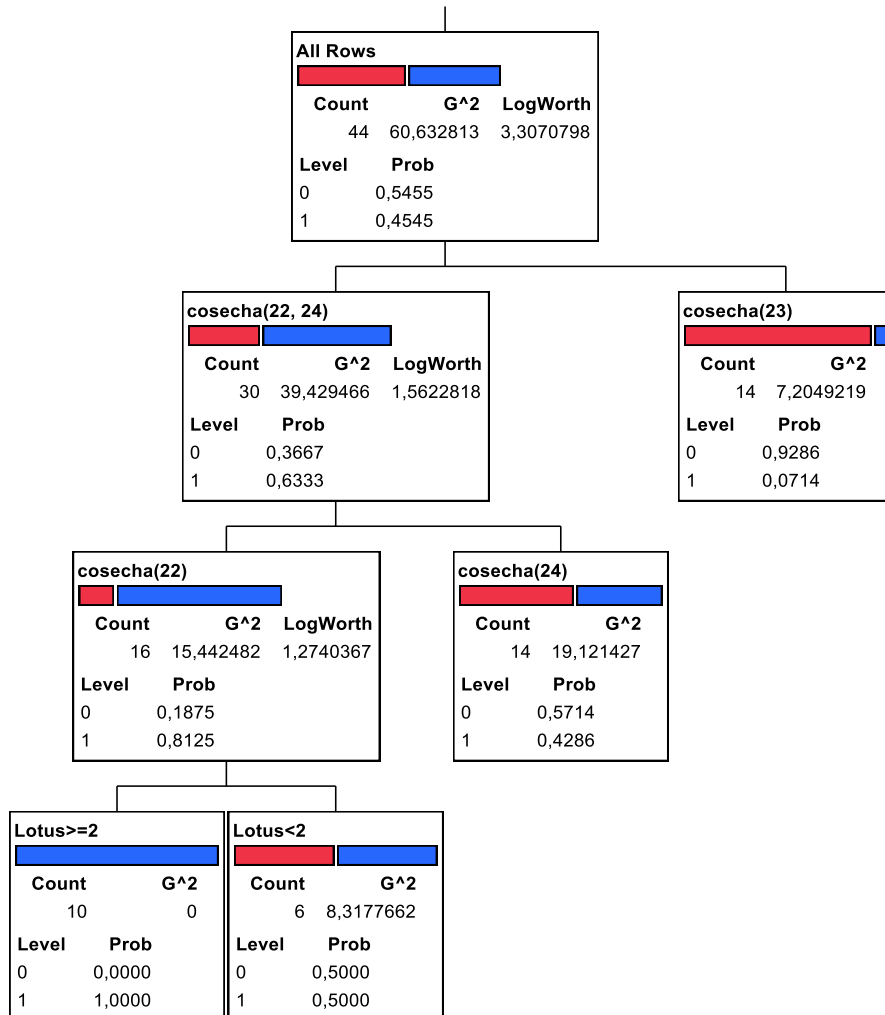 All Rows
Count G^2 LogWorth
44 60,632813 3,3070798
Level Prob
0 0,5455
1 0,4545
cosecha(22, 24)
Count G^2 LogWorth
30 39,429466 1,5622818
Level Prob
0 0,3667
1 0,6333
cosecha(23)
Count G^2
14 7,2049219
Level Prob
0 0,9286
1 0,0714
cosecha(22)
Count G^2 LogWorth
16 15,442482 1,2740367
Level Prob
0 0,1875
1 0,8125
cosecha(24)
Count G^2
14 19,121427
Level Prob
0 0,5714
1 0,4286
Lotus>=2
Count G^2
10 0
Level Prob
0 0,0000
1 1,0000
Lotus<2
Count G^2
6 8,3177662
Level Prob
0 0,5000
1 0,5000